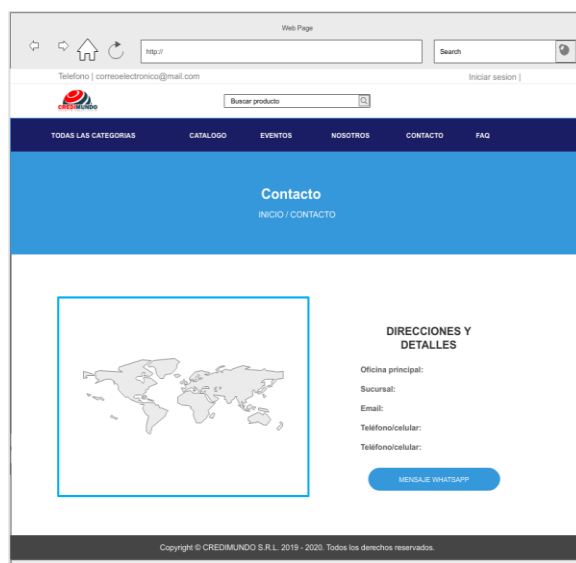 Web Page
http://
Search
Telefono | correoelectronico@mail.com
Iniciar sesion |
CREDIMUNDO
Buscar producto
TODAS LAS CATEGORIAS CATALOGO EVENTOS NOSOTROS CONTACTO FAQ
Contacto
INICIO / CONTACTO
DIRECCIONES Y
DETALLES
Oficina principal:
Sucursal:
Email:
Teléfono/celular:
Teléfono/celular:
MENSAJE WHATSAPP
Copyright © CREDIMUNDO S.R.L. 2019 - 2020. Todos los derechos reservados.